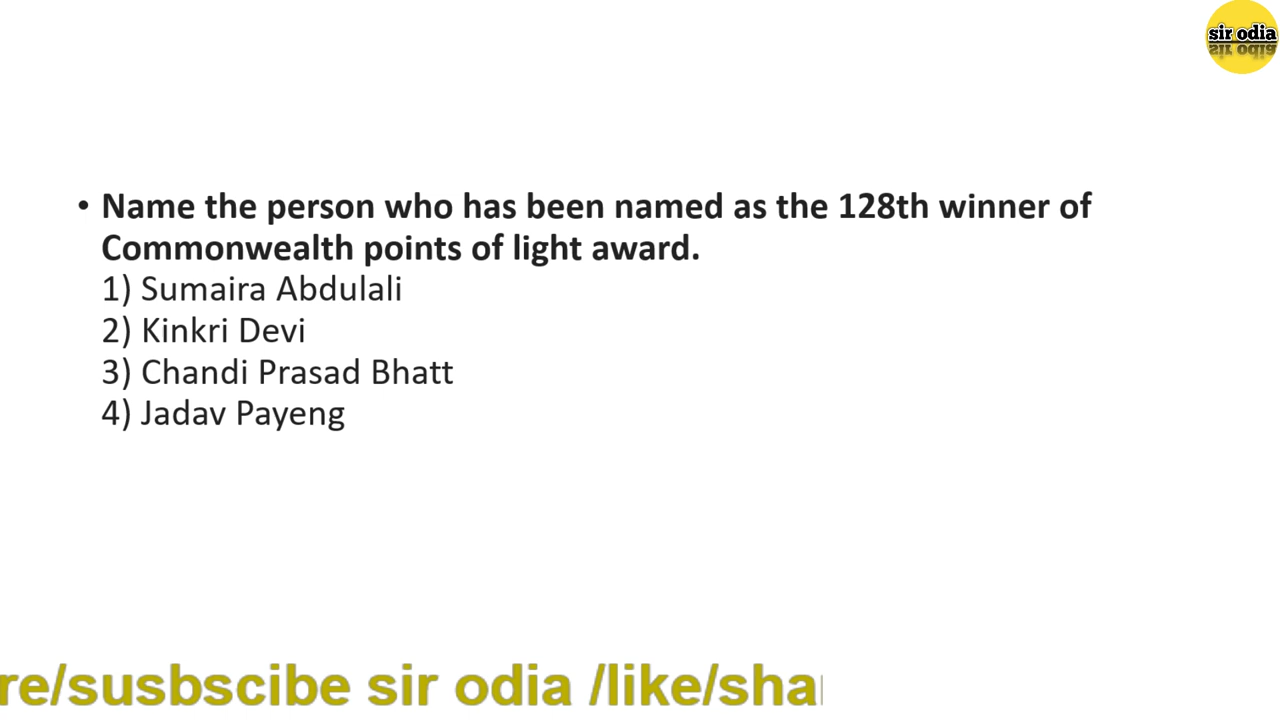 sir odia
• Name the person who has been named as the 128th winner of
Commonwealth points of light award.
1) Sumaira Abdulali
2) Kinkri Devi
3) Chandi Prasad Bhatt
4) Jadav Payeng
re/susbscibe sir odia /like/sha